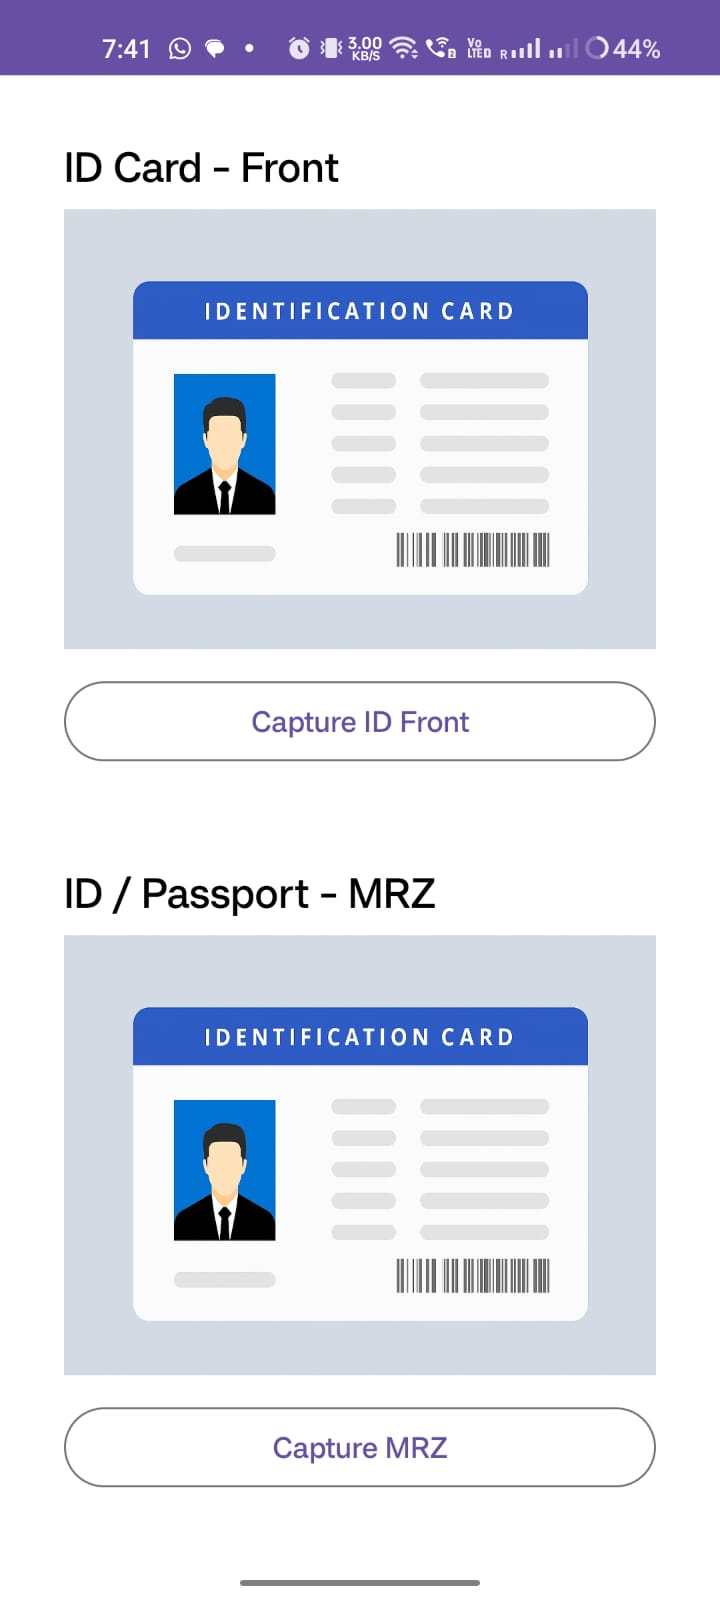 7:41 3.00 KB/S Vo LTED R 44%
ID Card - Front
IDENTIFICATION CARD
Capture ID Front
ID / Passport - MRZ
IDENTIFICATION CARD
Capture MRZ